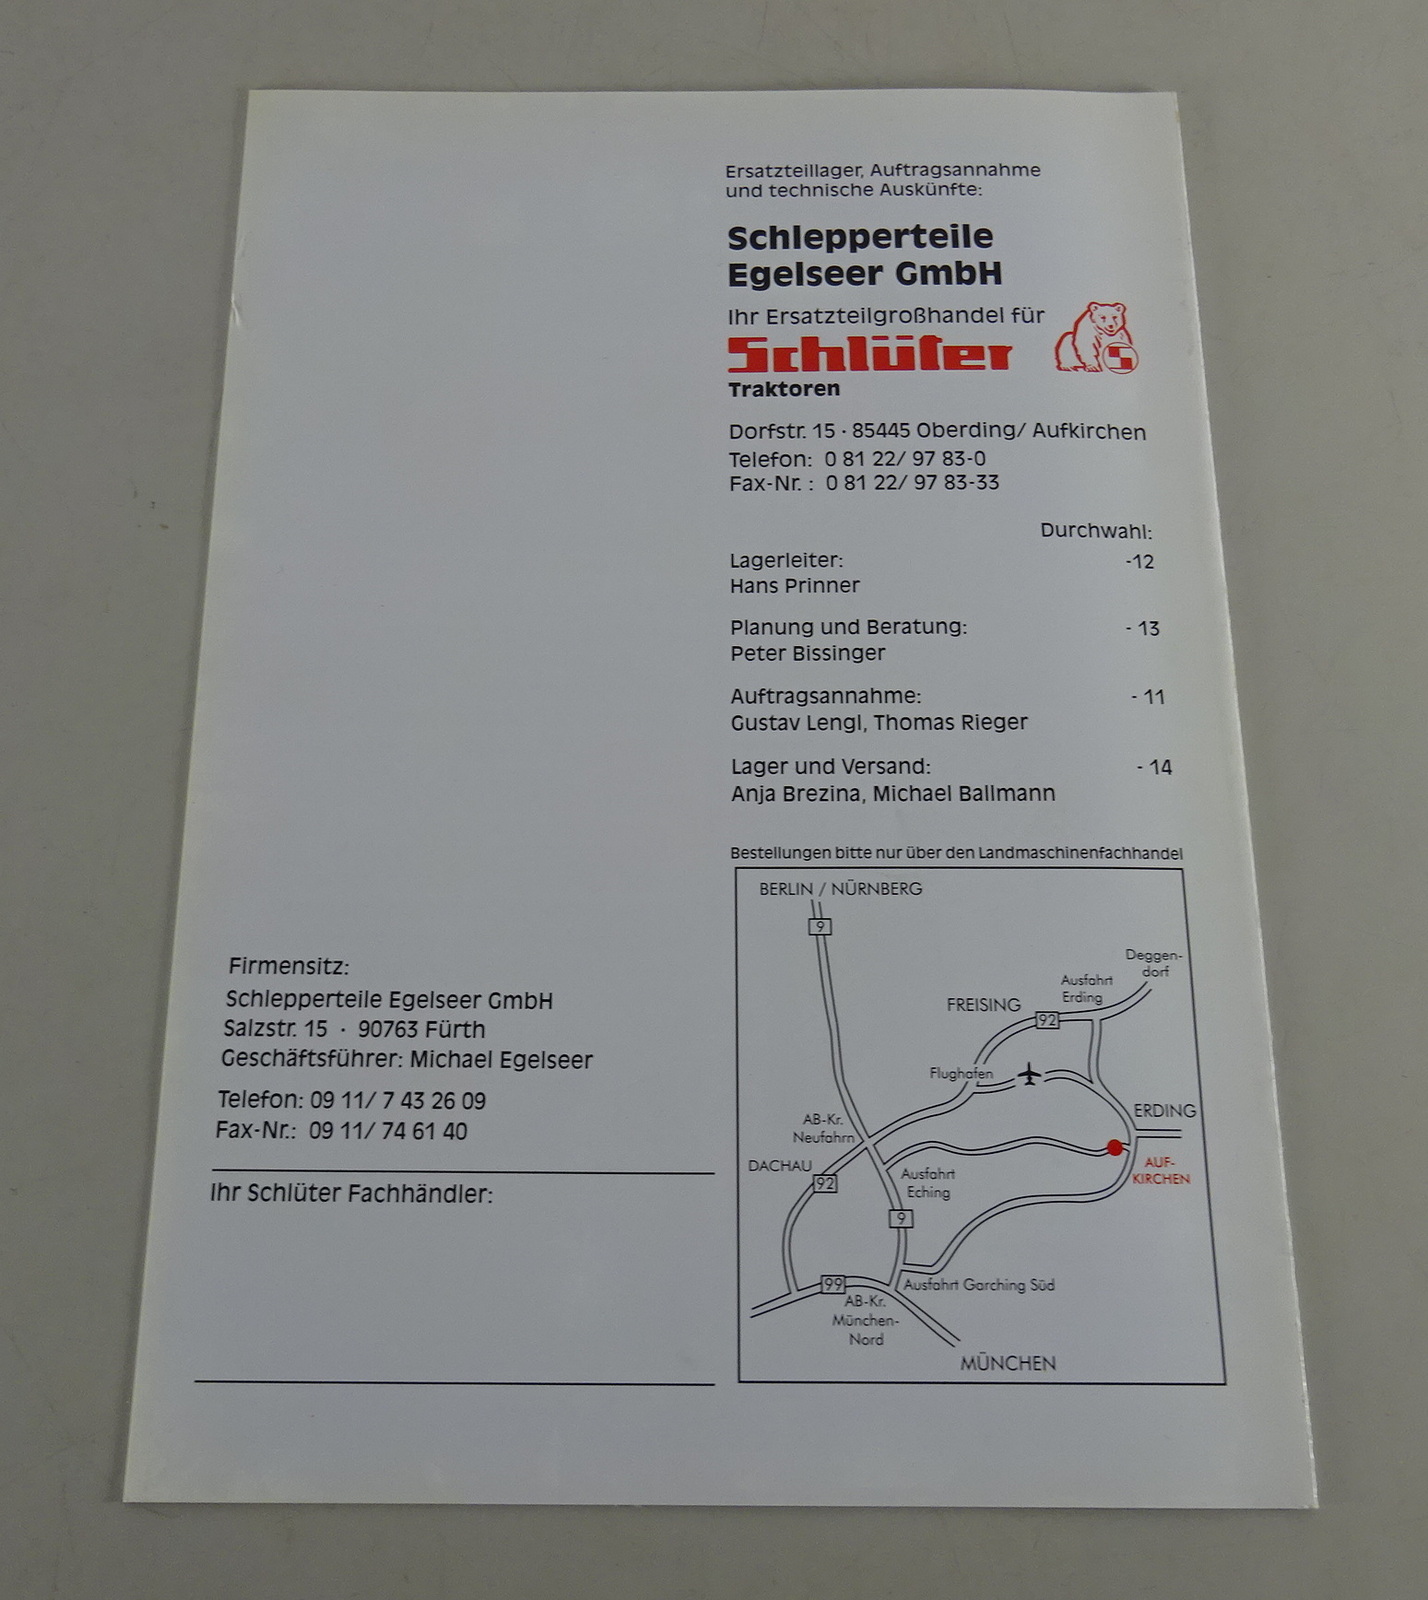 Ersatzteillager, Auftragsannahme
und technische Auskünfte:
Schlepperteile
Egelseer GmbH
Ihr Ersatzteilgroßhandel für
Schlüter
Traktoren
Dorfstr. 15 · 85445 Oberding/ Aufkirchen
Telefon: 0 81 22/ 97 83-0
Fax-Nr. : 0 81 22/ 97 83-33
Durchwahl:
Lagerleiter: -12
Hans Prinner
Planung und Beratung: - 13
Peter Bissinger
Auftragsannahme: - 11
Gustav Lengl, Thomas Rieger
Lager und Versand: - 14
Anja Brezina, Michael Ballmann
Bestellungen bitte nur über den Landmaschinenfachhandel
BERLIN / NÜRNBERG
9
Deggen-
dorf
Ausfahrt
Erding
FREISING
92
Flughafen
ERDING
AB-Kr.
Neufahrn
DACHAU
92
Ausfahrt
Eching
AUF-
KIRCHEN
9
99
Ausfahrt Garching Süd
AB-Kr.
München-
Nord
MÜNCHEN
Firmensitz:
Schlepperteile Egelseer GmbH
Salzstr. 15 · 90763 Fürth
Geschäftsführer: Michael Egelseer
Telefon: 09 11/ 7 43 26 09
Fax-Nr.: 09 11/ 74 61 40
Ihr Schlüter Fachhändler: